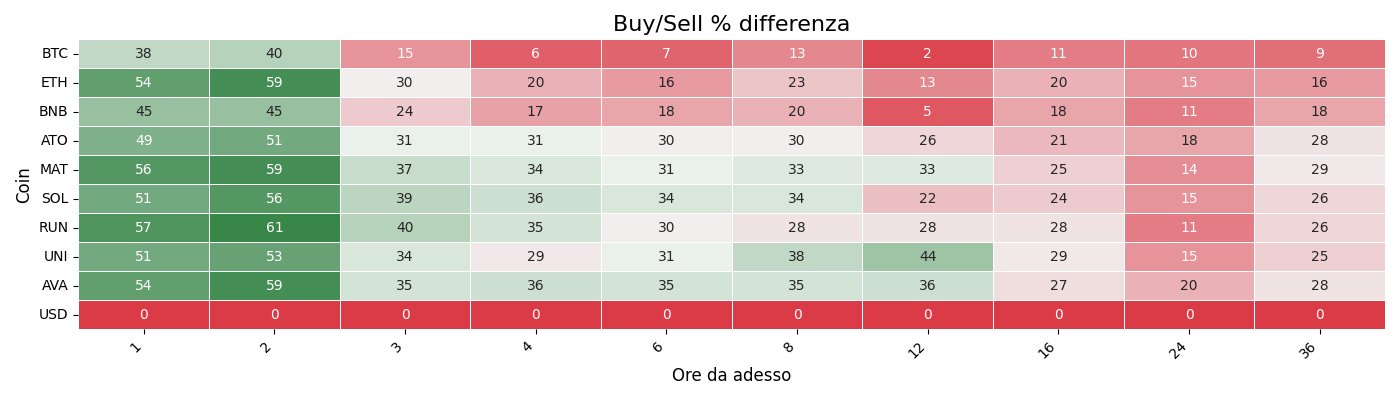 Buy/Sell % differenza
BTC 38 40 15 6 7 13 2 11 10 9
ETH 54 59 30 20 16 23 13 20 15 16
BNB 45 45 24 17 18 20 5 18 11 18
ATO 49 51 31 31 30 30 26 21 18 28
MAT 56 59 37 34 31 33 33 25 14 29
SOL 51 56 39 36 34 34 22 24 15 26
RUN 57 61 40 35 30 28 28 28 11 26
UNI 51 53 34 29 31 38 44 29 15 25
AVA 54 59 35 36 35 35 36 27 20 28
USD 0 0 0 0 0 0 0 0 0 0
Coin
1 2 3 4 6 8 12 16 24 36
Ore da adesso